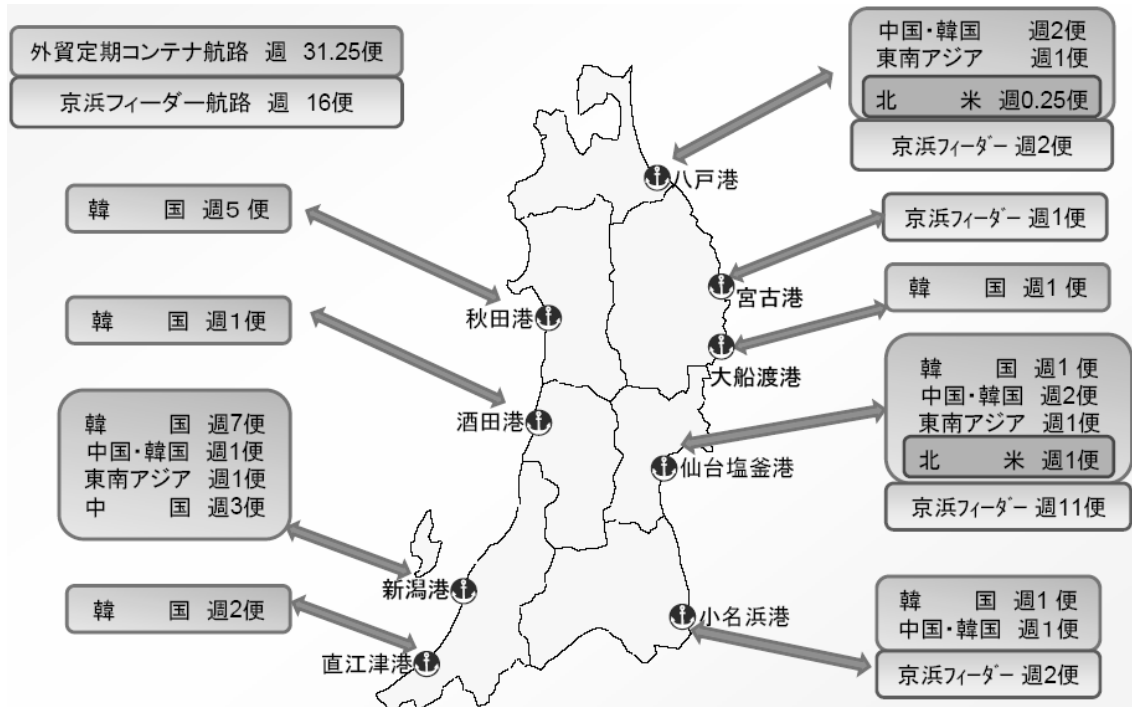 外貿定期コンテナ航路 週 31.25便
京浜フィーダー航路 週 16便
中国・韓国 週2便
東南アジア 週1便
北 米 週0.25便
京浜フィーダー 週2便
八戸港
韓 国 週5便
秋田港
京浜フィーダー 週1便
宮古港
韓 国 週1便
大船渡港
韓 国 週1便
酒田港
韓 国 週1便
中国・韓国 週2便
東南アジア 週1便
北 米 週1便
京浜フィーダー 週11便
仙台塩釜港
韓 国 週7便
中国・韓国 週1便
東南アジア 週1便
中 国 週3便
新潟港
韓 国 週2便
直江津港
小名浜港
韓 国 週1便
中国・韓国 週1便
京浜フィーダー 週2便